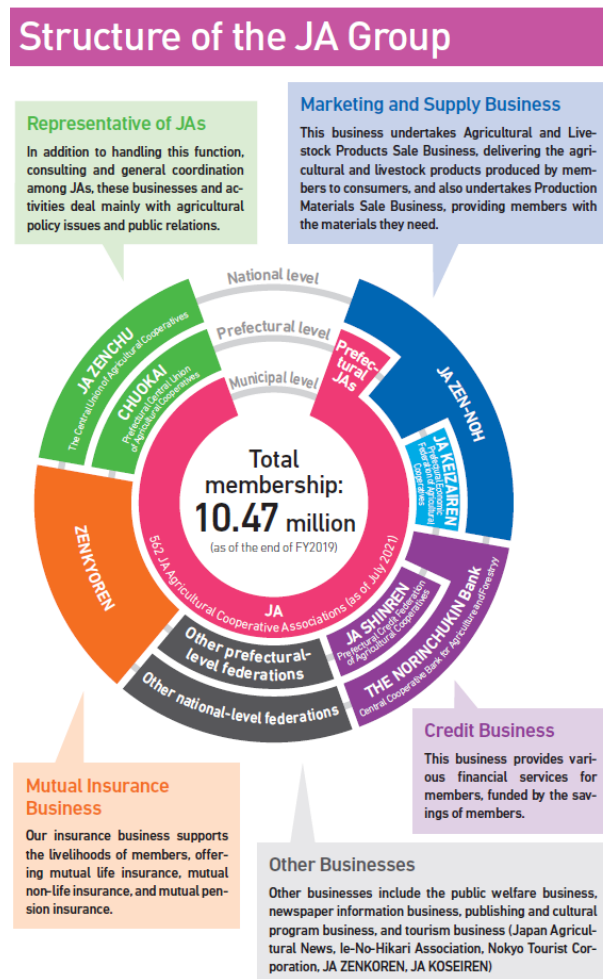 Structure of the JA Group
Representative of JAs
In addition to handling this function,
consulting and general coordination
among JAs, these businesses and ac-
tivities deal mainly with agricultural
policy issues and public relations.
Marketing and Supply Business
This business undertakes Agricultural and Live-
stock Products Sale Business, delivering the agri-
cultural and livestock products produced by mem-
bers to consumers, and also undertakes Production
Materials Sale Business, providing members with
the materials they need.
National level
Prefectural level
Municipal level
JA ZENCHU
The Central Union of Agricultural Cooperatives
CHUOKAI
Prefectural Central Union
of Agricultural Cooperatives
Prefec-
tural
JAs
JA ZEN-NOH
JA KEIZAIREN
Prefectural Economic
Federation of Agricultural
Cooperatives
Total
membership:
10.47 million
(as of the end of FY2019)
ZENKYOREN
JA
562 JA Agricultural Cooperative Associations (as of July 2021)
JA SHINREN
Prefectural Credit Federation
of Agricultural Cooperatives
THE NORINCHUKIN Bank
Central Cooperative Bank for Agriculture and Forestryy
Other prefectural-
level federations
Other national-level federations
Credit Business
This business provides vari-
ous financial services for
members, funded by the sav-
ings of members.
Mutual Insurance
Business
Our insurance business supports
the livelihoods of members, offer-
ing mutual life insurance, mutual
non-life insurance, and mutual pen-
sion insurance.
Other Businesses
Other businesses include the public welfare business,
newspaper information business, publishing and cultural
program business, and tourism business (Japan Agricul-
tural News, Ie-No-Hikari Association, Nokyo Tourist Cor-
poration, JA ZENKOREN, JA KOSEIREN)